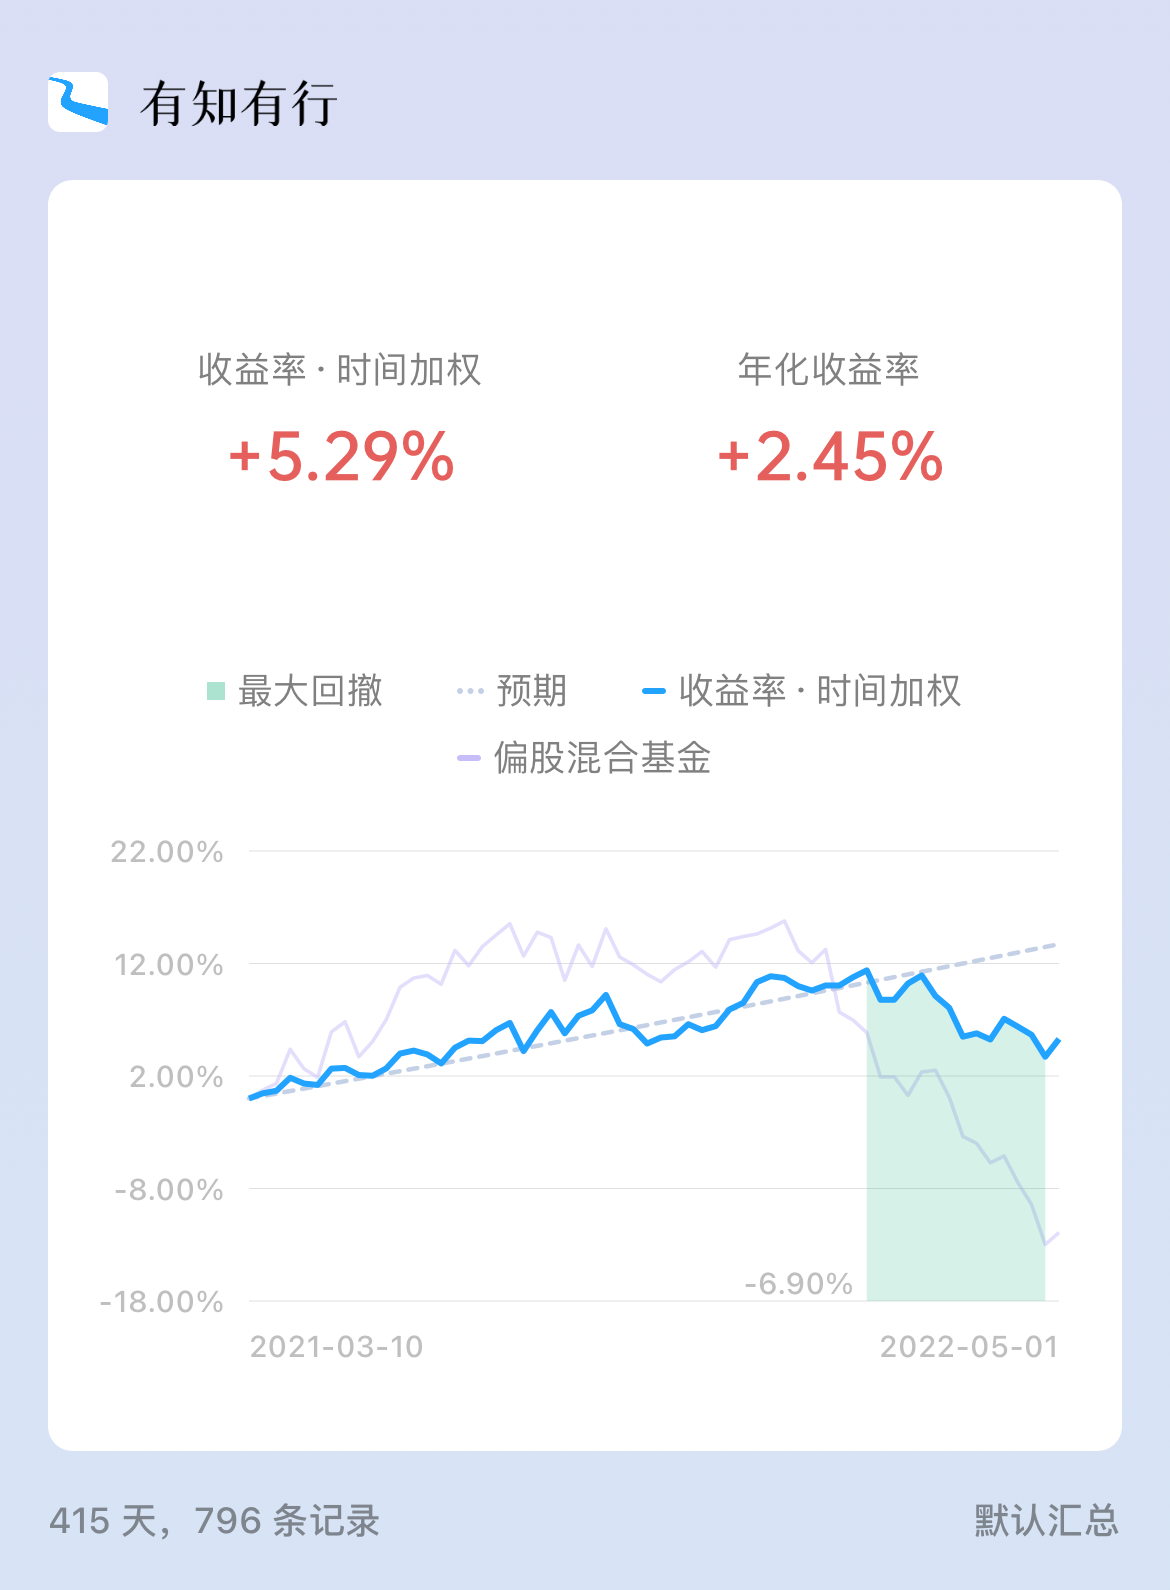 有知有行
收益率·时间加权 年化收益率
+5.29% +2.45%
最大回撤 预期 收益率·时间加权
偏股混合基金
22.00%
12.00%
2.00%
-8.00%
-6.90%
-18.00%
2021-03-10 2022-05-01
415 天，796 条记录 默认汇总